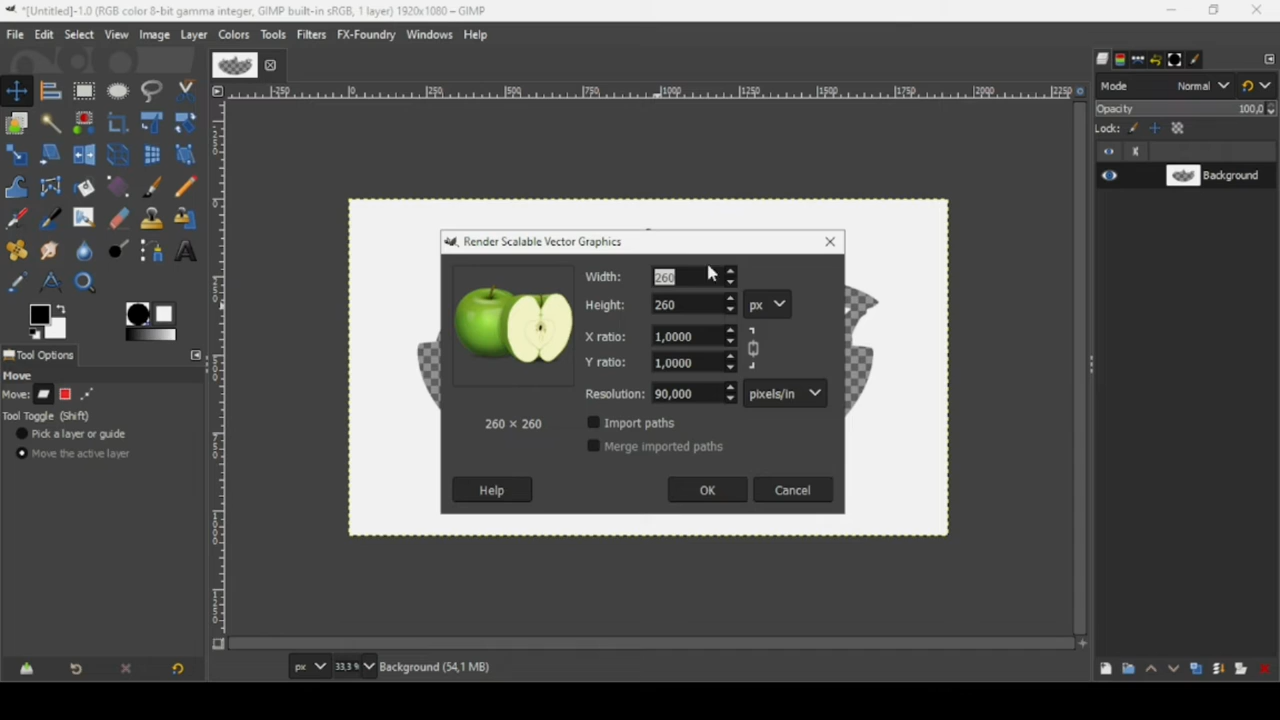 *[Untitled]-1.0 (RGB color 8-bit gamma integer, GIMP built-in sRGB, 1 layer) 1920x1080 – GIMP
File Edit Select View Image Layer Colors Tools Filters FX-Foundry Windows Help
Mode Normal
Opacity 100,0
Lock:
Background
Render Scalable Vector Graphics
Width: 260
Height: 260 px
X ratio: 1,0000
Y ratio: 1,0000
Resolution: 90,000 pixels/in
260 × 260
Import paths
Merge imported paths
Help OK Cancel
Tool Options
Move
Move:
Tool Toggle (Shift)
Pick a layer or guide
Move the active layer
px 33.3 % Background (54,1 MB)